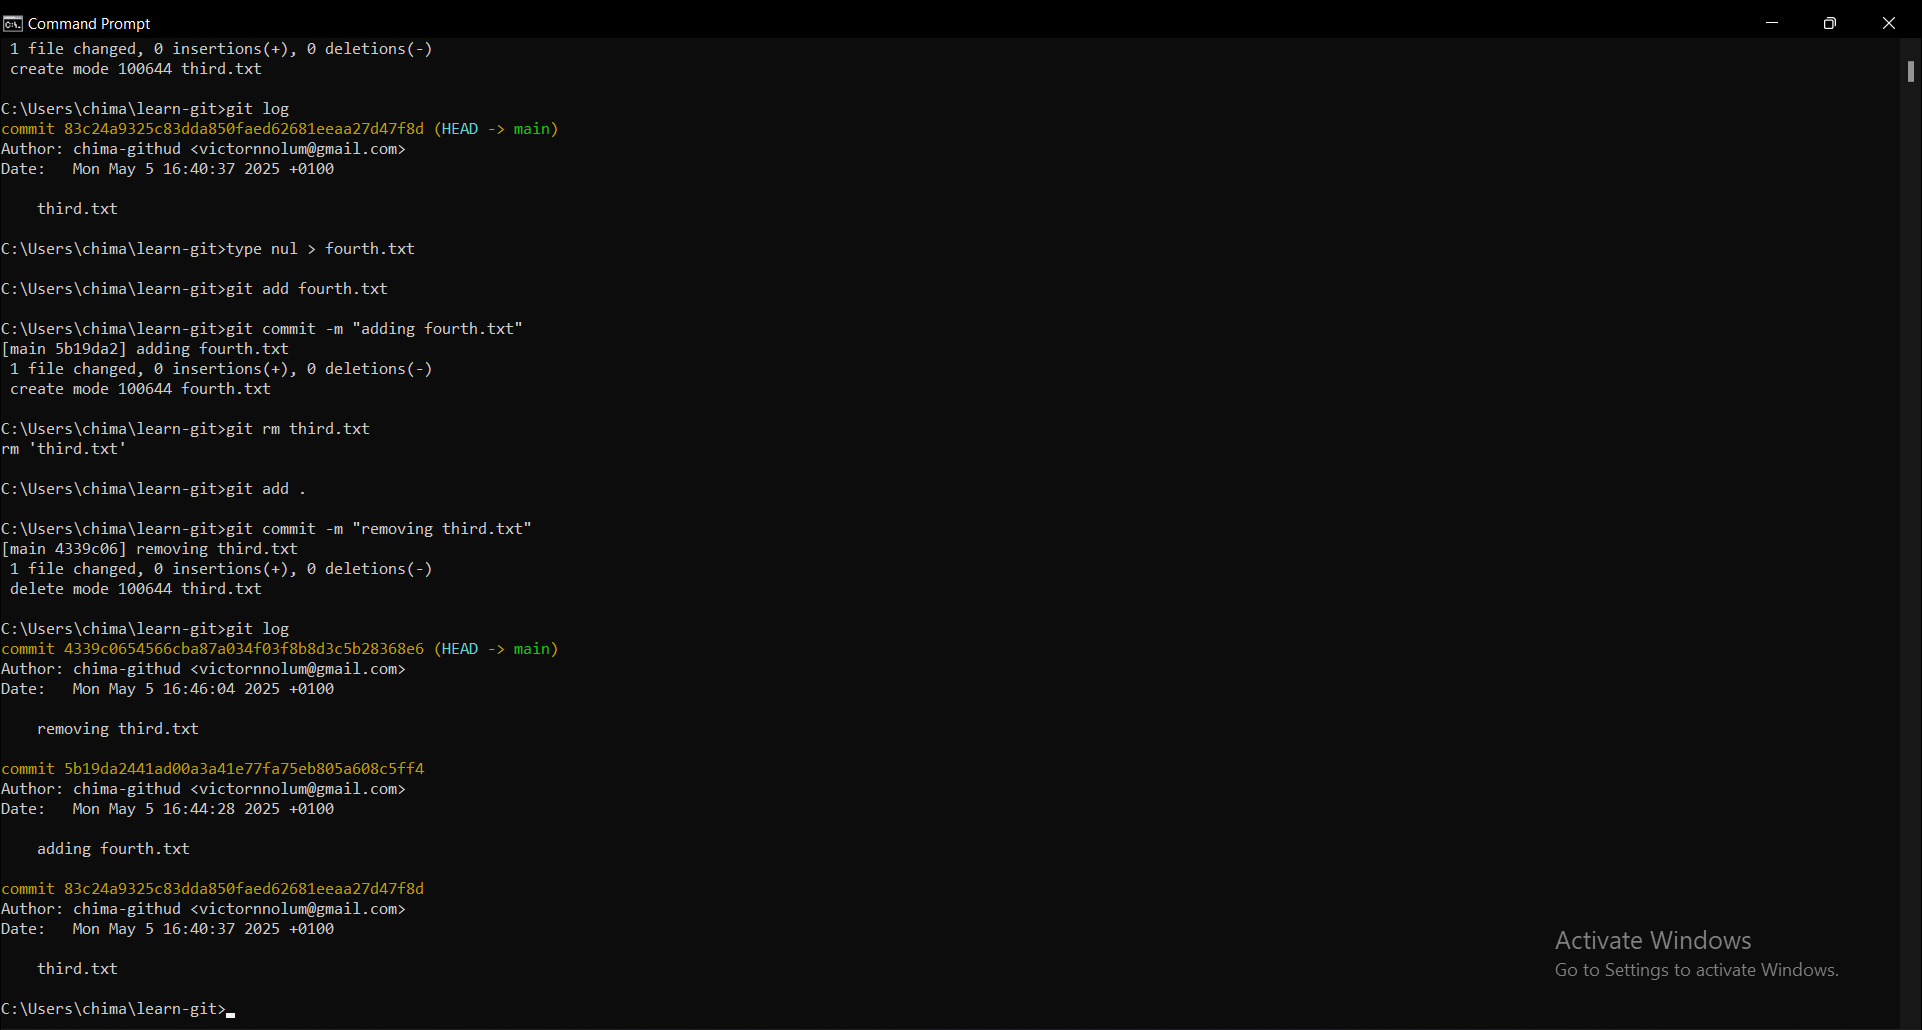 Command Prompt
 1 file changed, 0 insertions(+), 0 deletions(-)
 create mode 100644 third.txt
C:\Users\chima\learn-git>git log
commit 83c24a9325c83dda850faed62681eeaa27d47f8d (HEAD -> main)
Author: chima-githud <victornnolum@gmail.com>
Date:   Mon May 5 16:40:37 2025 +0100
    third.txt
C:\Users\chima\learn-git>type nul > fourth.txt
C:\Users\chima\learn-git>git add fourth.txt
C:\Users\chima\learn-git>git commit -m "adding fourth.txt"
[main 5b19da2] adding fourth.txt
 1 file changed, 0 insertions(+), 0 deletions(-)
 create mode 100644 fourth.txt
C:\Users\chima\learn-git>git rm third.txt
rm 'third.txt'
C:\Users\chima\learn-git>git add .
C:\Users\chima\learn-git>git commit -m "removing third.txt"
[main 4339c06] removing third.txt
 1 file changed, 0 insertions(+), 0 deletions(-)
 delete mode 100644 third.txt
C:\Users\chima\learn-git>git log
commit 4339c0654566cba87a034f03f8b8d3c5b28368e6 (HEAD -> main)
Author: chima-githud <victornnolum@gmail.com>
Date:   Mon May 5 16:46:04 2025 +0100
    removing third.txt
commit 5b19da2441ad00a3a41e77fa75eb805a608c5ff4
Author: chima-githud <victornnolum@gmail.com>
Date:   Mon May 5 16:44:28 2025 +0100
    adding fourth.txt
commit 83c24a9325c83dda850faed62681eeaa27d47f8d
Author: chima-githud <victornnolum@gmail.com>
Date:   Mon May 5 16:40:37 2025 +0100
    third.txt
C:\Users\chima\learn-git>
Activate Windows
Go to Settings to activate Windows.